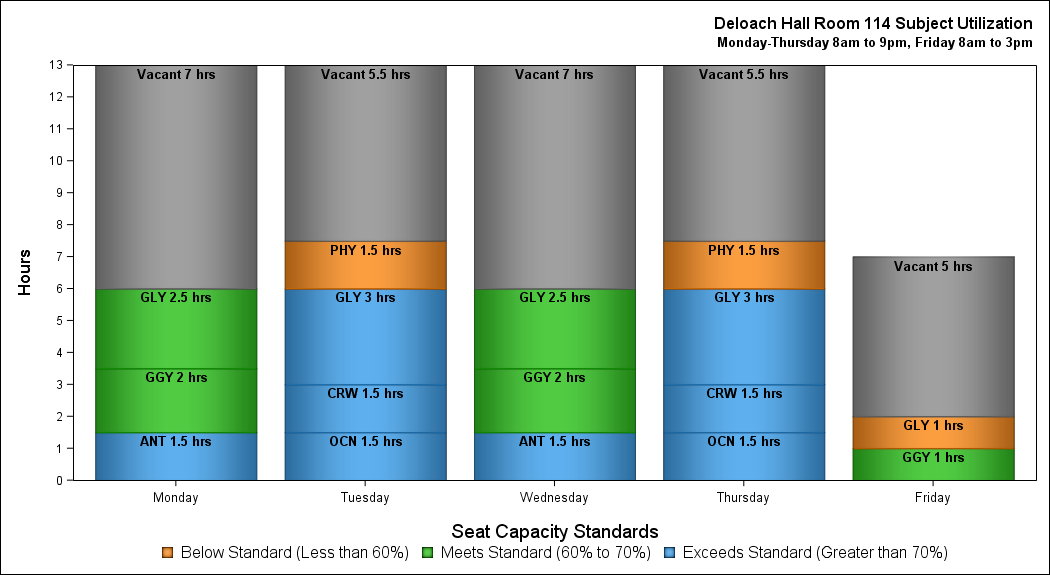 Deloach Hall Room 114 Subject Utilization
Monday-Thursday 8am to 9pm, Friday 8am to 3pm
Hours
13
12
11
10
9
8
7
6
5
4
3
2
1
0
Vacant 7 hrs
GLY 2.5 hrs
GGY 2 hrs
ANT 1.5 hrs
Vacant 5.5 hrs
PHY 1.5 hrs
GLY 3 hrs
CRW 1.5 hrs
OCN 1.5 hrs
Vacant 7 hrs
GLY 2.5 hrs
GGY 2 hrs
ANT 1.5 hrs
Vacant 5.5 hrs
PHY 1.5 hrs
GLY 3 hrs
CRW 1.5 hrs
OCN 1.5 hrs
Vacant 5 hrs
GLY 1 hrs
GGY 1 hrs
Monday Tuesday Wednesday Thursday Friday
Seat Capacity Standards
Below Standard (Less than 60%) Meets Standard (60% to 70%) Exceeds Standard (Greater than 70%)